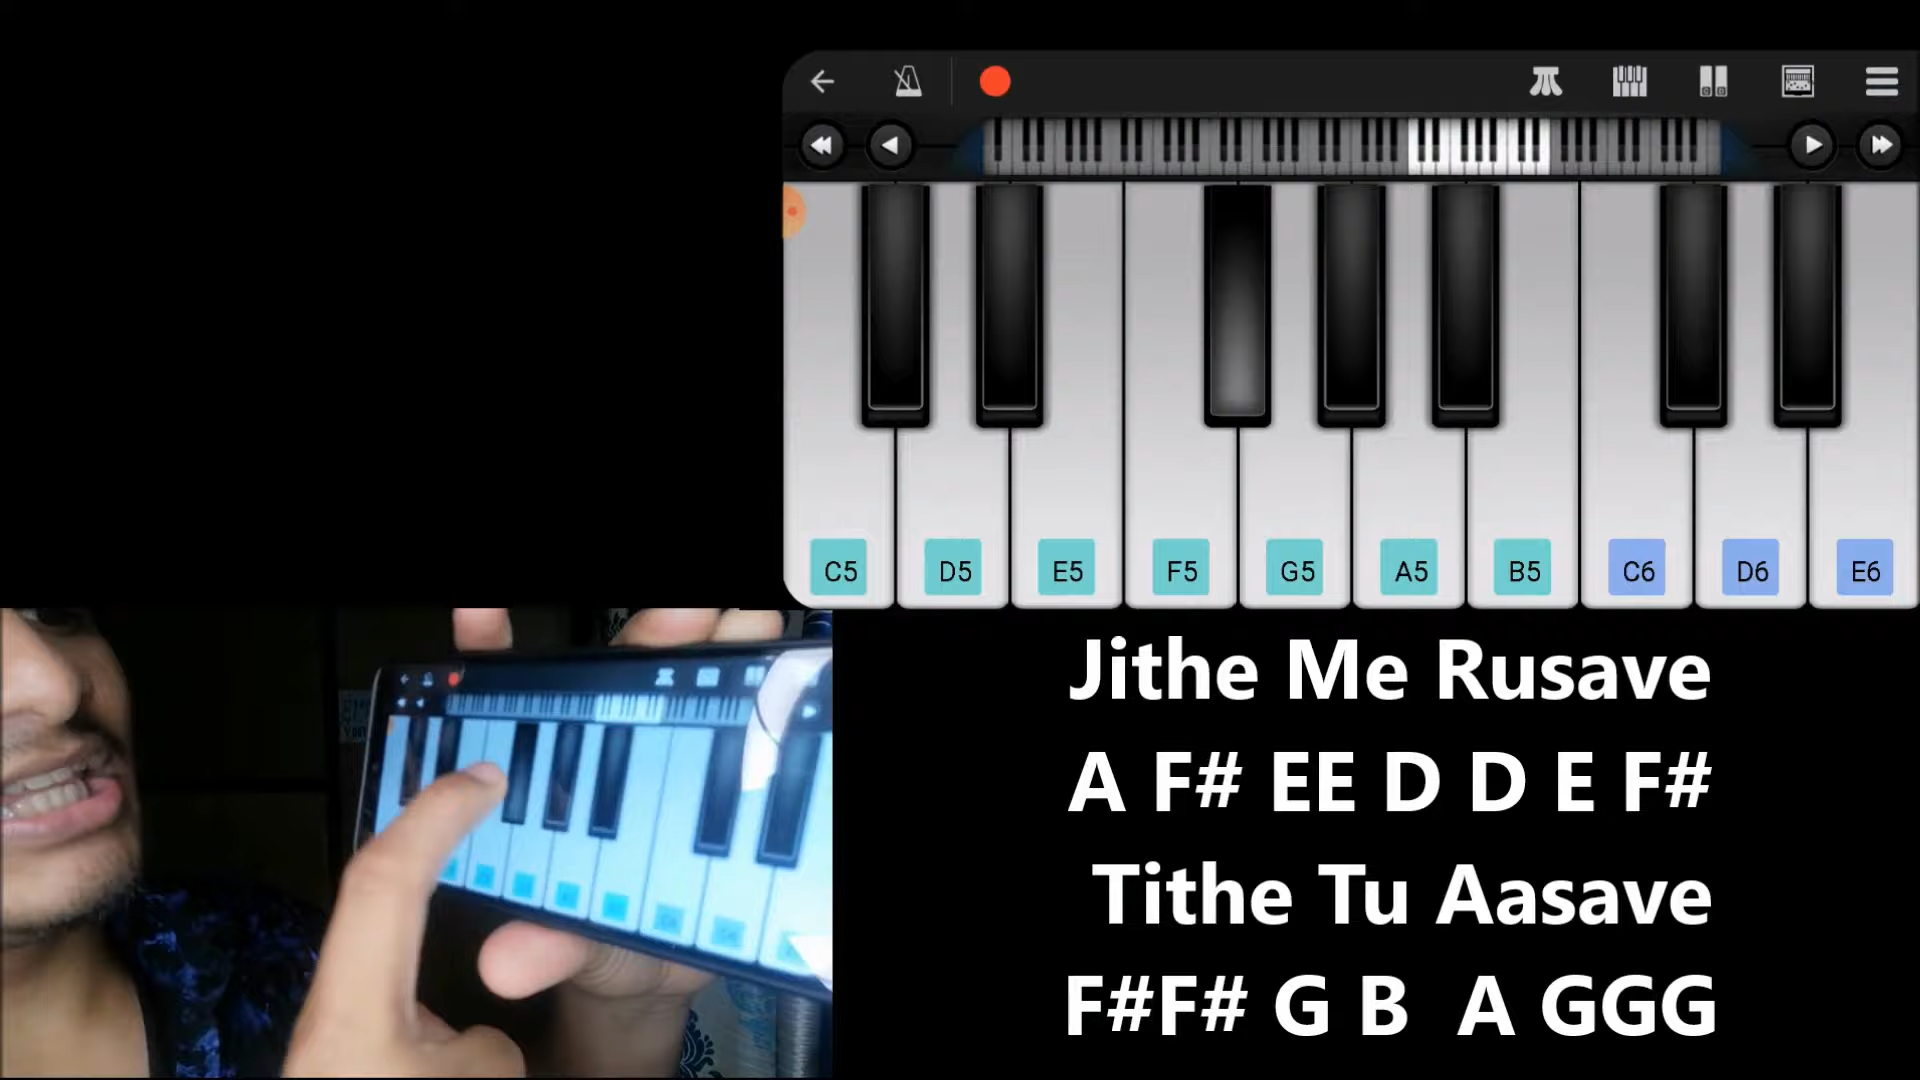 C5 D5 E5 F5 G5 A5 B5 C6 D6 E6
Jithe Me Rusave
A F# EE D D E F#
Tithe Tu Aasave
F#F# G B A GGG